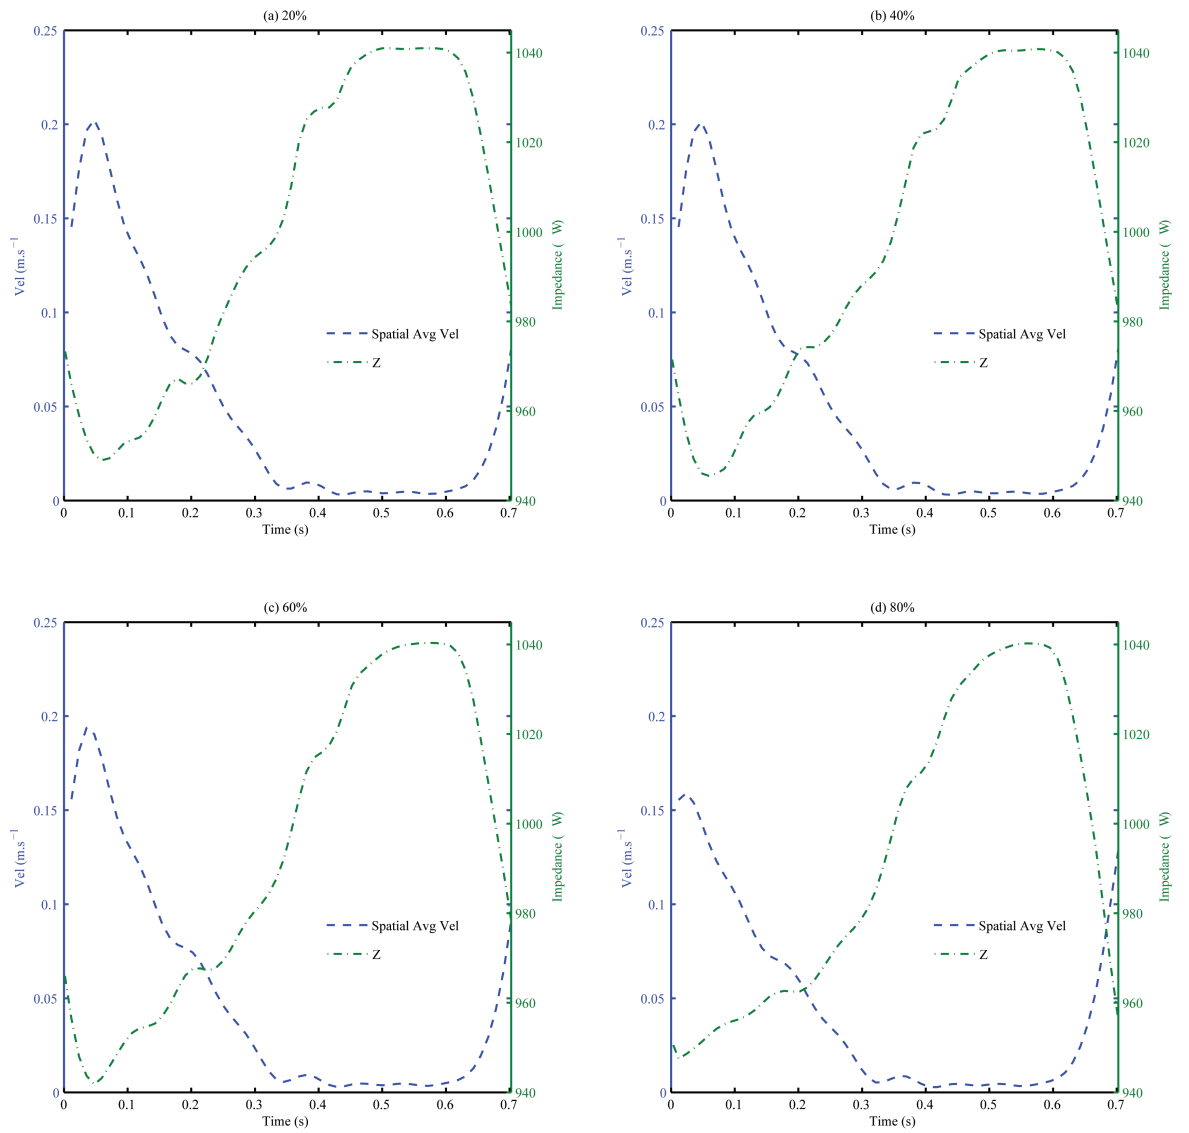 (a) 20%
0.25
0.2
0.15
0.1
0.05
0
Vel (m.s⁻¹)
1040
1020
1000
980
960
940
Impedance ( W)
Spatial Avg Vel
Z
0 0.1 0.2 0.3 0.4 0.5 0.6 0.7
Time (s)
(b) 40%
0.25
0.2
0.15
0.1
0.05
0
Vel (m.s⁻¹)
1040
1020
1000
980
960
940
Impedance ( W)
Spatial Avg Vel
Z
0 0.1 0.2 0.3 0.4 0.5 0.6 0.7
Time (s)
(c) 60%
0.25
0.2
0.15
0.1
0.05
0
Vel (m.s⁻¹)
1040
1020
1000
980
960
940
Impedance ( W)
Spatial Avg Vel
Z
0 0.1 0.2 0.3 0.4 0.5 0.6 0.7
Time (s)
(d) 80%
0.25
0.2
0.15
0.1
0.05
0
Vel (m.s⁻¹)
1040
1020
1000
980
960
940
Impedance ( W)
Spatial Avg Vel
Z
0 0.1 0.2 0.3 0.4 0.5 0.6 0.7
Time (s)